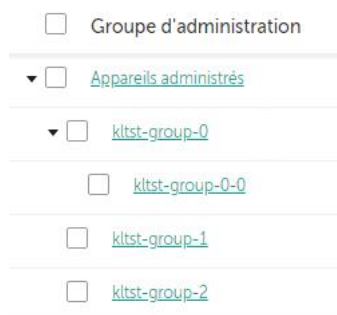 Groupe d'administration
Appareils administrés
kltst-group-0
kltst-group-0-0
kltst-group-1
kltst-group-2